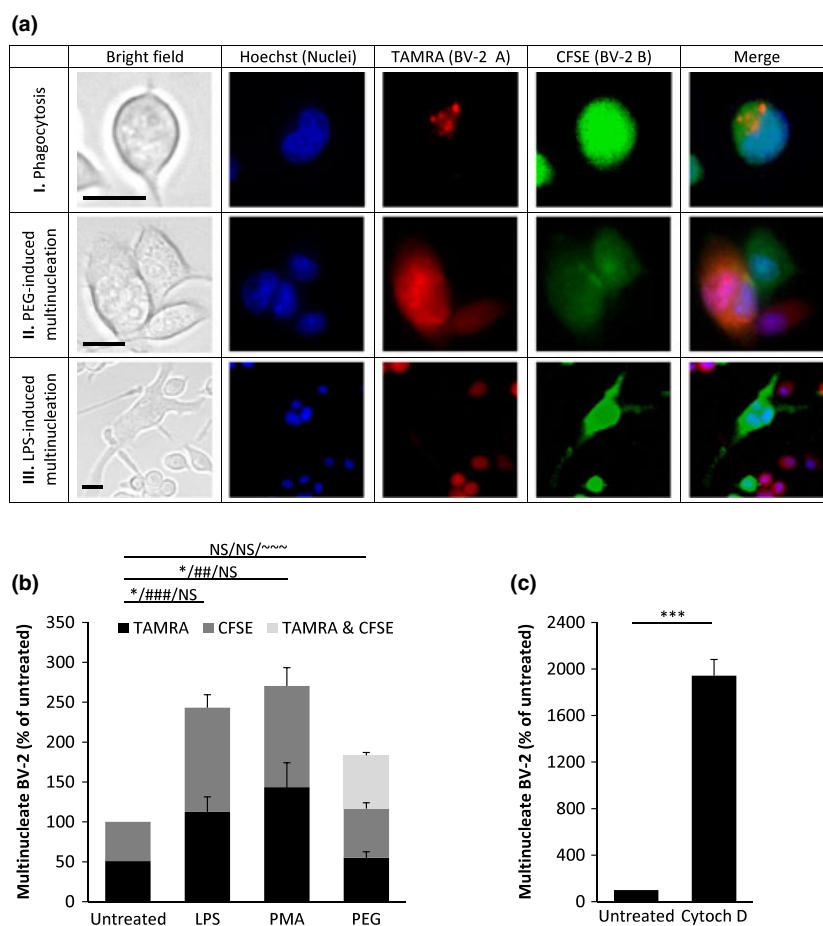 (a)
Bright field Hoechst (Nuclei) TAMRA (BV-2 A) CFSE (BV-2 B) Merge
I. Phagocytosis
II. PEG-induced
multinucleation
III. LPS-induced
multinucleation
(b)
NS/NS/~~~
*/##/NS
*/###/NS
TAMRA CFSE TAMRA & CFSE
Multinucleate BV-2 (% of untreated)
350
300
250
200
150
100
50
0
Untreated LPS PMA PEG
(c)
***
Multinucleate BV-2 (% of untreated)
2400
2000
1600
1200
800
400
0
Untreated Cytoch D